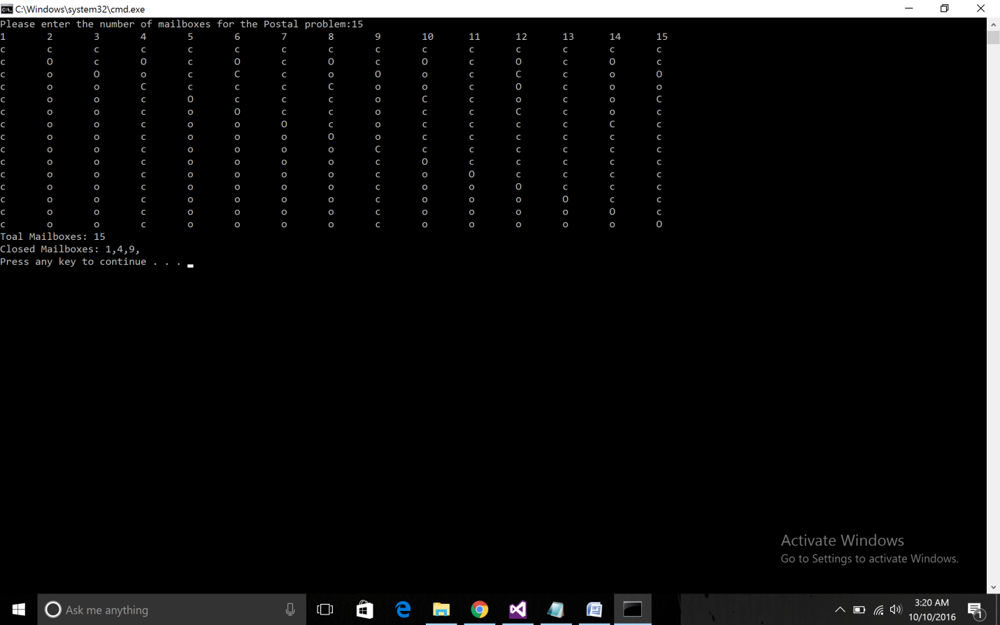 C:\Windows\system32\cmd.exe
Please enter the number of mailboxes for the Postal problem:15
1 2 3 4 5 6 7 8 9 10 11 12 13 14 15
c c c c c c c c c c c c c c c
c O c O c O c O c O c O c O c
c o O o c C c o O o c C c o O
c o o C c c c C o o c O c o o
c o o c O c c c o C c o c o C
c o o c o O c c o c c C c o c
c o o c o o O c o c c c c C c
c o o c o o o O o c c c c c c
c o o c o o o o C c c c c c c
c o o c o o o o c O c c c c c
c o o c o o o o c o O c c c c
c o o c o o o o c o o O c c c
c o o c o o o o c o o o O c c
c o o c o o o o c o o o o O c
c o o c o o o o c o o o o o O
Toal Mailboxes: 15
Closed Mailboxes: 1,4,9,
Press any key to continue . . .
Activate Windows
Go to Settings to activate Windows.
Ask me anything
3:20 AM
10/10/2016
1